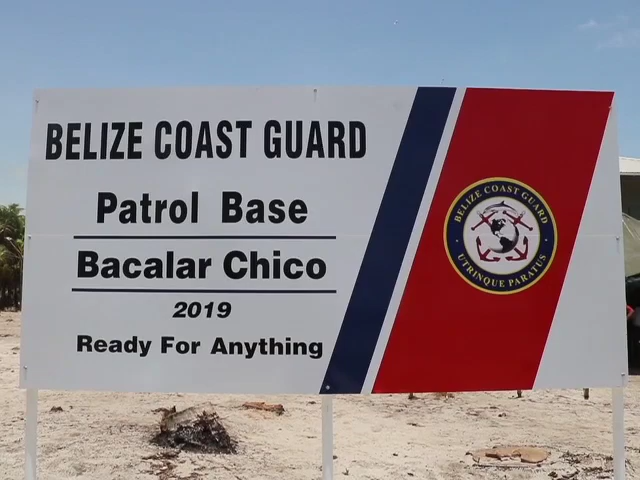 BELIZE COAST GUARD
Patrol Base
Bacalar Chico
2019
Ready For Anything
BELIZE COAST GUARD
UTRINQUE PARATUS